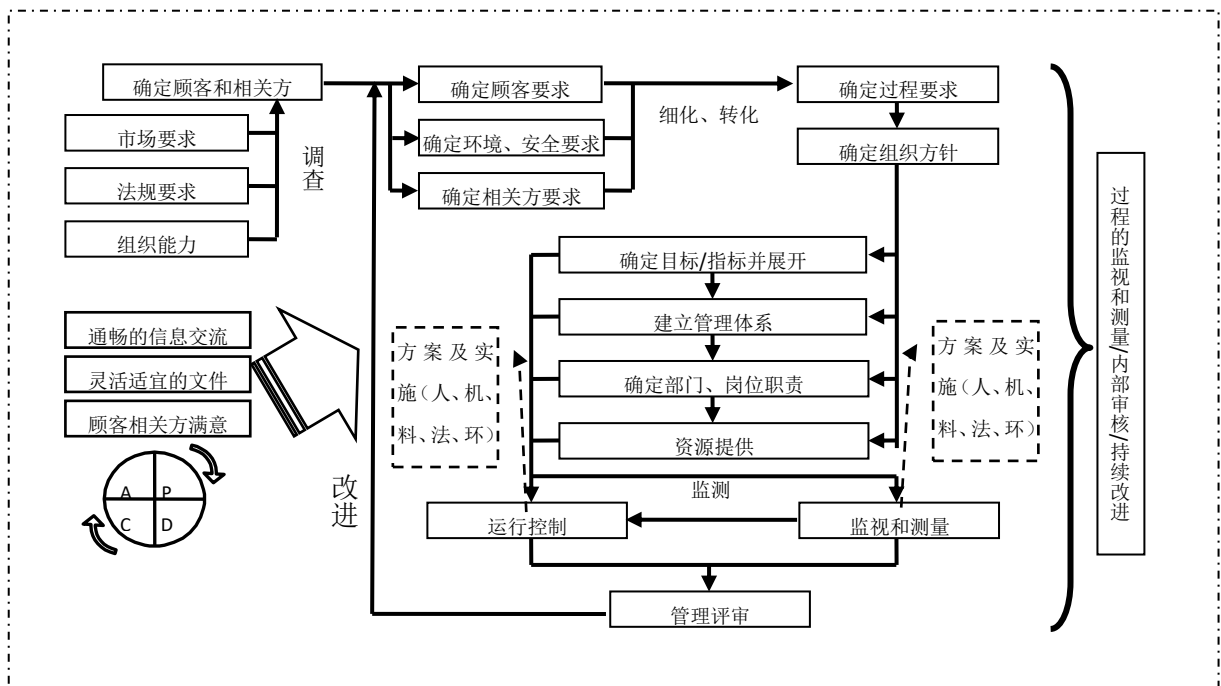 确定顾客和相关方
市场要求
法规要求
组织能力
调查
确定顾客要求
确定环境、安全要求
确定相关方要求
细化、转化
确定过程要求
确定组织方针
确定目标/指标并展开
建立管理体系
确定部门、岗位职责
资源提供
方案及实
施（人、机、
料、法、环）
方案及实
施（人、机、
料、法、环）
通畅的信息交流
灵活适宜的文件
顾客相关方满意
A P
C D
改进
监测
运行控制
监视和测量
管理评审
过程的监视和测量/内部审核/持续改进